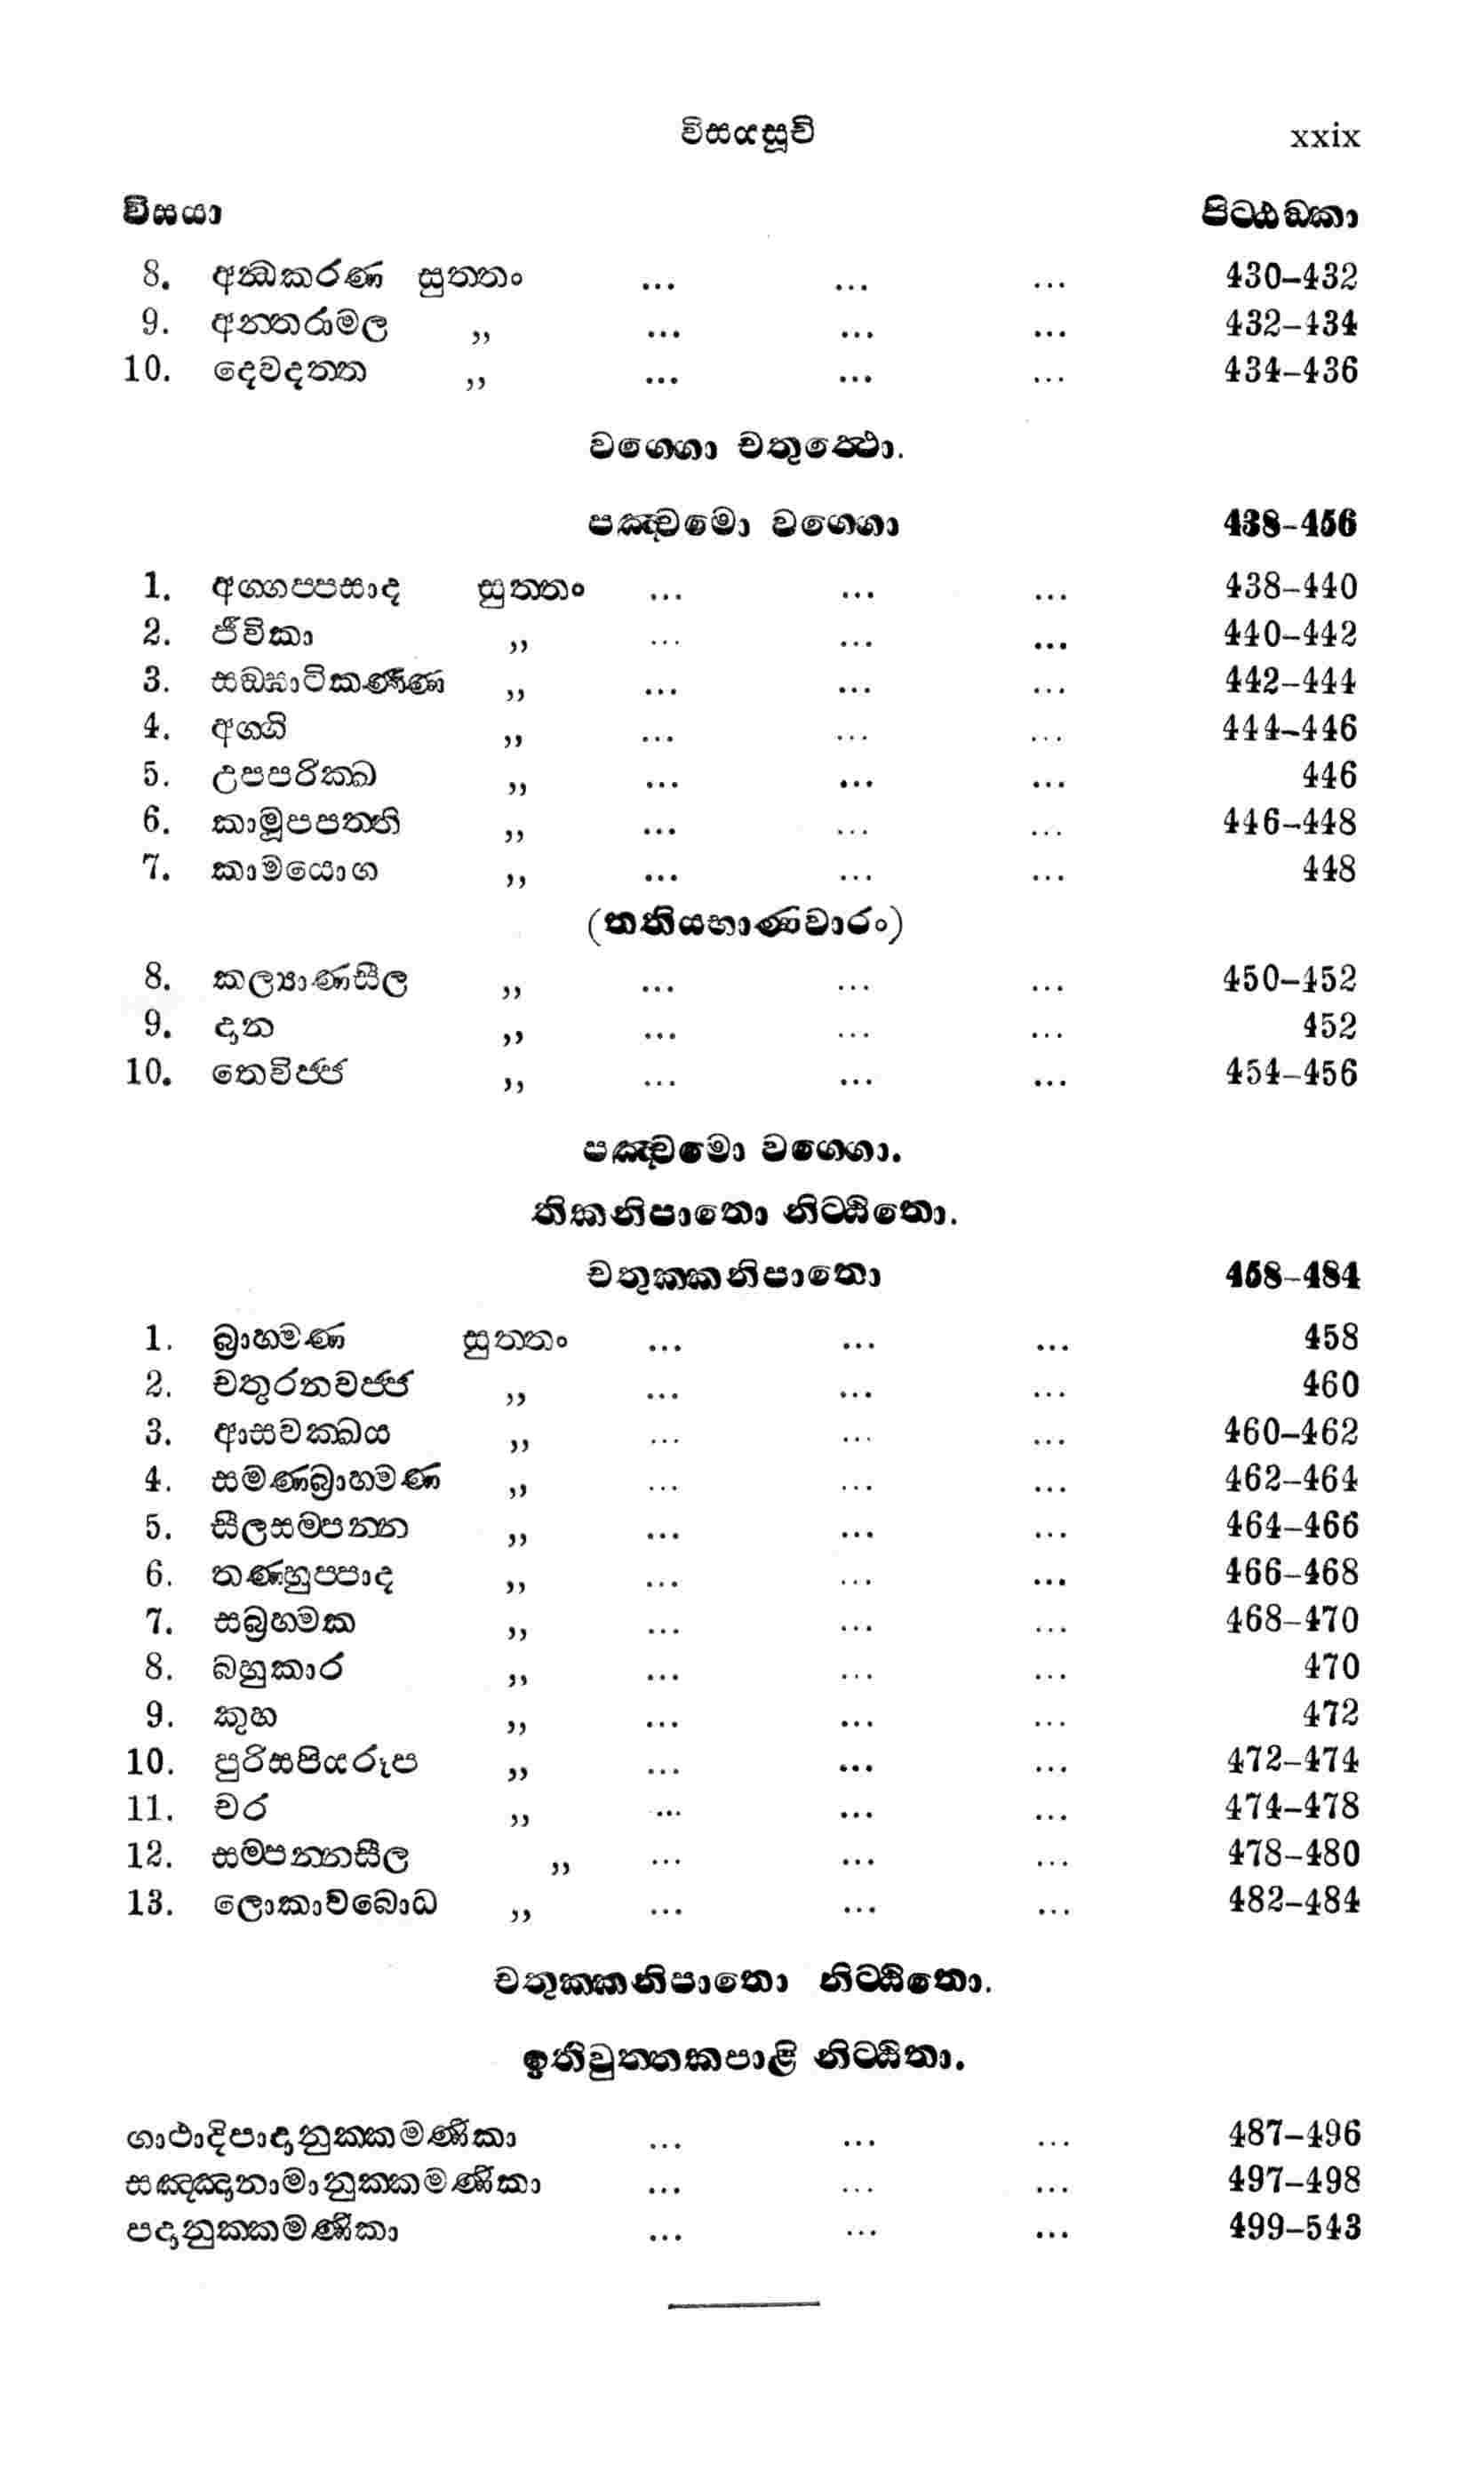 විසයසූචි xxix
විසයා පිට්ඨඞ්කා
8. අන්ධකරණ සුත්තං ... ... ... 430–432
9. අන්තරාමල ,, ... ... ... 432–434
10. දෙවදත්ත ,, ... ... ... 434–436
වග්ගො චතුත්ථො.
පඤ්චමො වග්ගො 438–456
1. අග්ගප්පසාද සුත්තං ... ... ... 438–440
2. ජීවිකා ,, ... ... ... 440–442
3. සඞ්ඝාටිකණ්ණ ,, ... ... ... 442–444
4. අග්ගි ,, ... ... ... 444–446
5. උපපරික්ඛ ,, ... ... ... 446
6. කාමූපපත්ති ,, ... ... ... 446–448
7. කාමයොග ,, ... ... ... 448
(තතියභාණවාරං)
8. කල්‍යාණසීල ,, ... ... ... 450–452
9. දාන ,, ... ... ... 452
10. තෙවිජ්ජ ,, ... ... ... 454–456
පඤ්චමො වග්ගො.
තිකනිපාතො නිට්ඨිතො.
චතුක්කනිපාතො 458–484
1. බ්‍රාහ්මණ සුත්තං ... ... ... 458
2. චතුරනවජ්ජ ,, ... ... ... 460
3. ආසවක්ඛය ,, ... ... ... 460–462
4. සමණබ්‍රාහ්මණ ,, ... ... ... 462–464
5. සීලසම්පන්න ,, ... ... ... 464–466
6. තණ්හුප්පාද ,, ... ... ... 466–468
7. සබ්‍රහ්මක ,, ... ... ... 468–470
8. බහුකාර ,, ... ... ... 470
9. කුහ ,, ... ... ... 472
10. පුරිසපියරූප ,, ... ... ... 472–474
11. චර ,, ... ... ... 474–478
12. සම්පන්නසීල ,, ... ... ... 478–480
13. ලොකාවබොධ ,, ... ... ... 482–484
චතුක්කනිපාතො නිට්ඨිතො.
ඉතිවුත්තකපාළි නිට්ඨිතා.
ගාථාදිපාදානුක්කමණිකා ... ... ... 487–496
සඤ්ඤානාමානුක්කමණිකා ... ... ... 497–498
පදානුක්කමණිකා ... ... ... 499–543